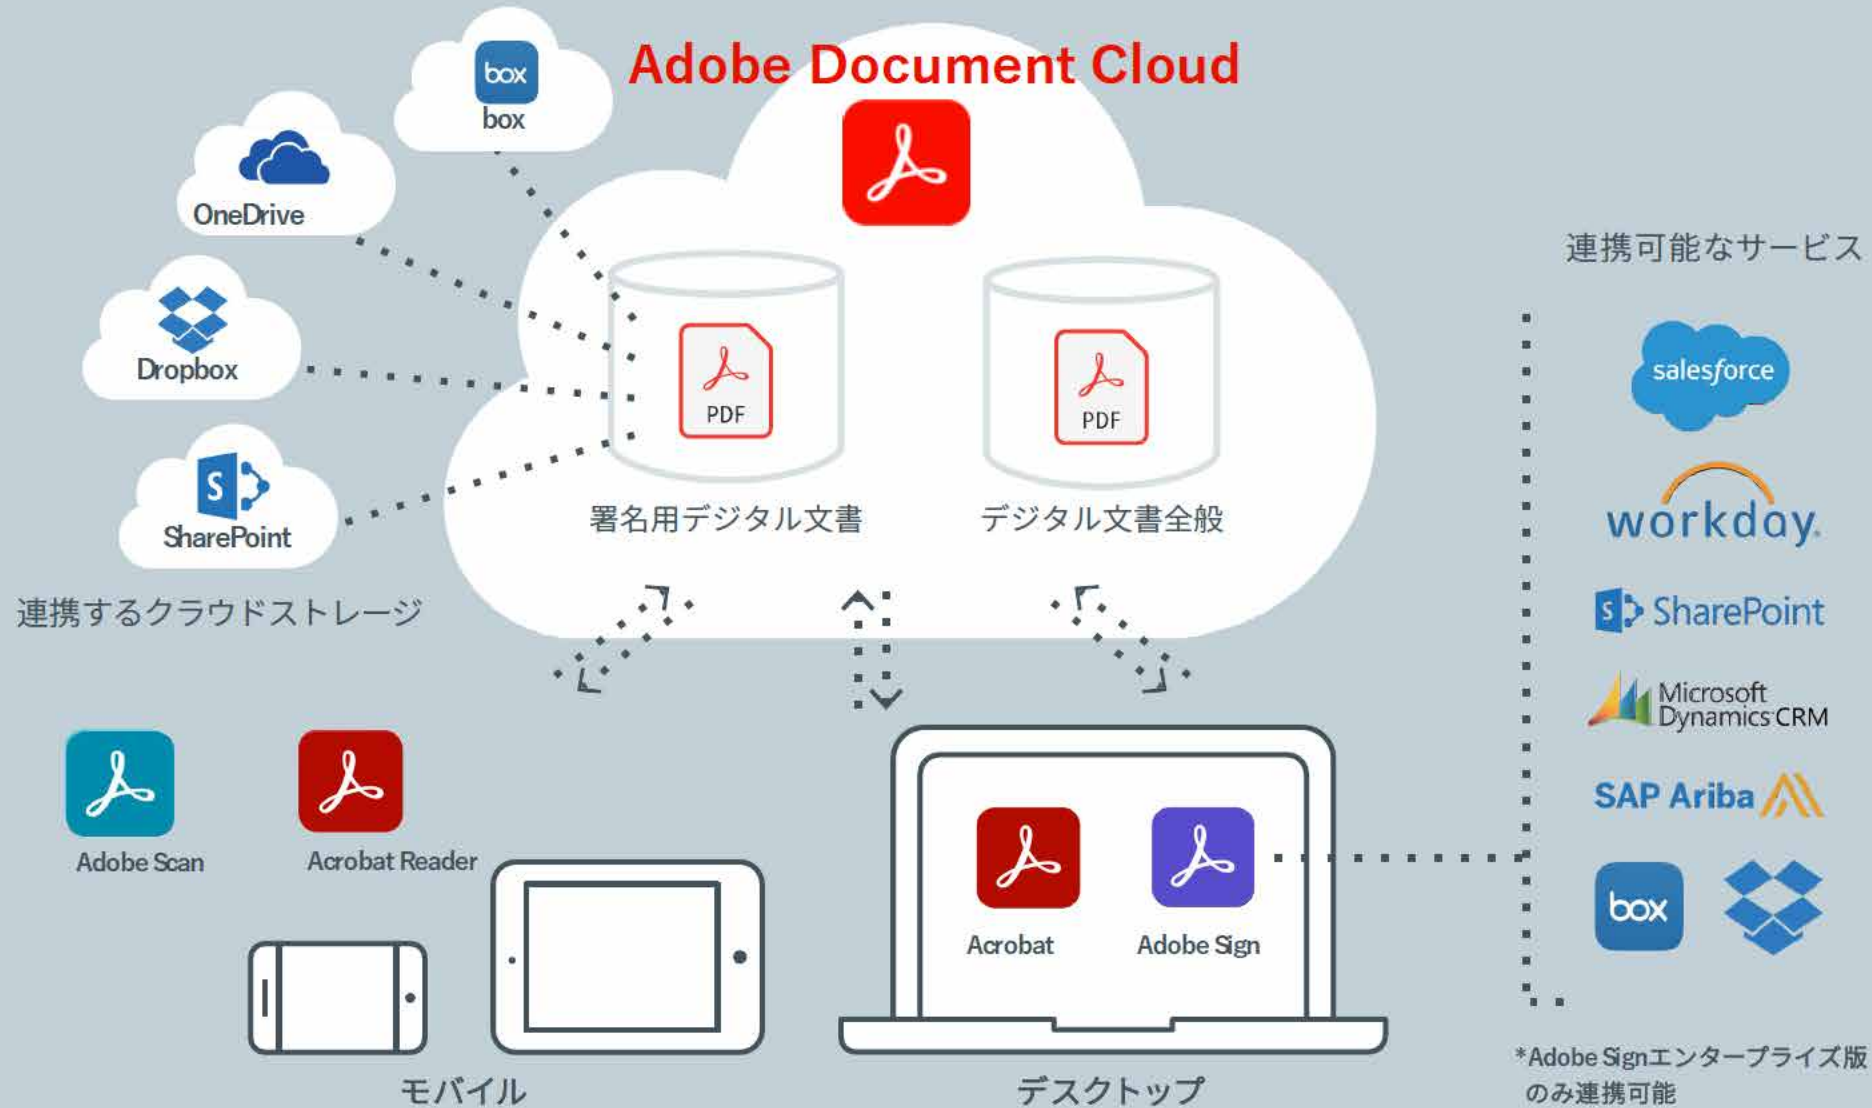 Adobe Document Cloud
box
box
OneDrive
Dropbox
S
SharePoint
連携するクラウドストレージ
PDF
署名用デジタル文書
PDF
デジタル文書全般
連携可能なサービス
salesforce
workday.
S
SharePoint
Microsoft
Dynamics CRM
SAP Ariba
box
*Adobe Signエンタープライズ版
のみ連携可能
Adobe Scan
Acrobat Reader
モバイル
Acrobat
Adobe Sign
デスクトップ